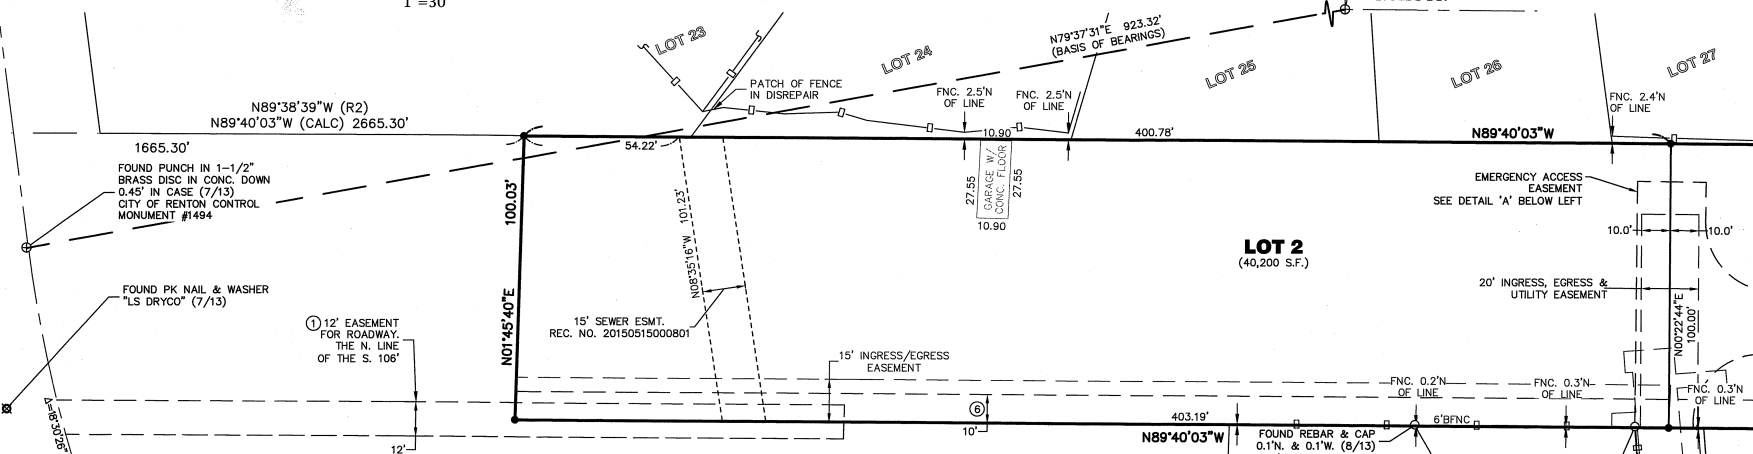 1"=30'
LOT 23
LOT 24
N79°37'31"E 923.32'
(BASIS OF BEARINGS)
LOT 25
LOT 26
LOT 27
PATCH OF FENCE
IN DISREPAIR
FNC. 2.5'N
OF LINE
FNC. 2.5'N
OF LINE
FNC. 2.4'N
OF LINE
N89°38'39"W (R2)
N89°40'03"W (CALC) 2665.30'
1665.30'
54.22'
10.90
400.78'
N89°40'03"W
FOUND PUNCH IN 1-1/2"
BRASS DISC IN CONC. DOWN
0.45' IN CASE (7/13)
CITY OF RENTON CONTROL
MONUMENT #1494
100.03'
N01°45'40"E
N08°35'16"W 101.23'
27.55
GARAGE W/
CONC. FLOOR
27.55
10.90
EMERGENCY ACCESS
EASEMENT
SEE DETAIL 'A' BELOW LEFT
10.0'
10.0'
LOT 2
(40,200 S.F.)
20' INGRESS, EGRESS &
UTILITY EASEMENT
N00°22'44"E
100.00'
FOUND PK NAIL & WASHER
"LS DRYCO" (7/13)
1 12' EASEMENT
FOR ROADWAY.
THE N. LINE
OF THE S. 106'
15' SEWER ESMT.
REC. NO. 20150515000801
15' INGRESS/EGRESS
EASEMENT
FNC. 0.2'N
OF LINE
FNC. 0.3'N
OF LINE
FNC. 0.3'N
OF LINE
Δ=18°30'26"
12'
6
10'
403.19'
N89°40'03"W
6'BFNC
FOUND REBAR & CAP
0.1'N. & 0.1'W. (8/13)